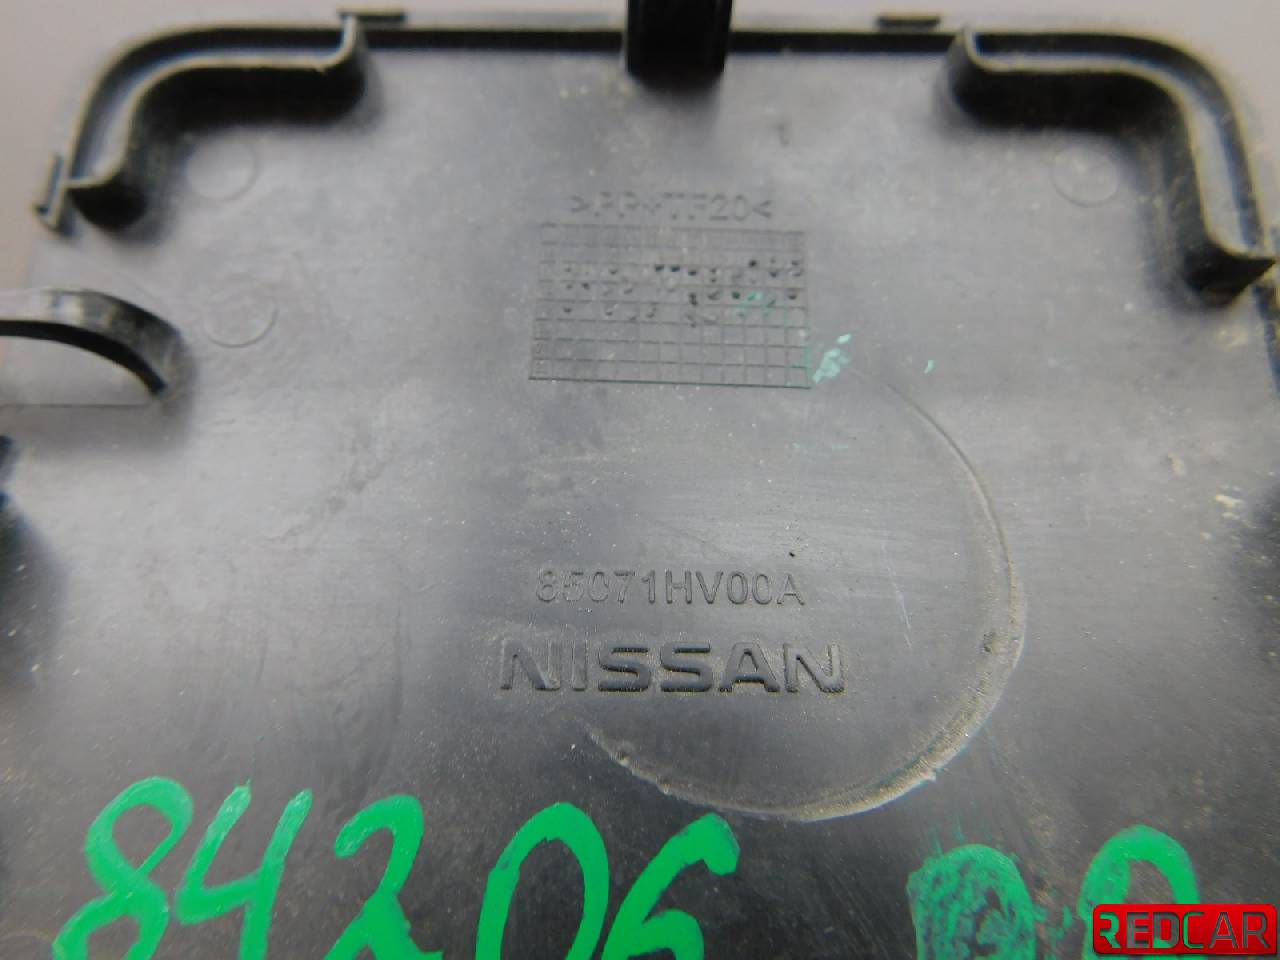 >PP+TF20<
85071HV00A
NISSAN
84206
REDCAR